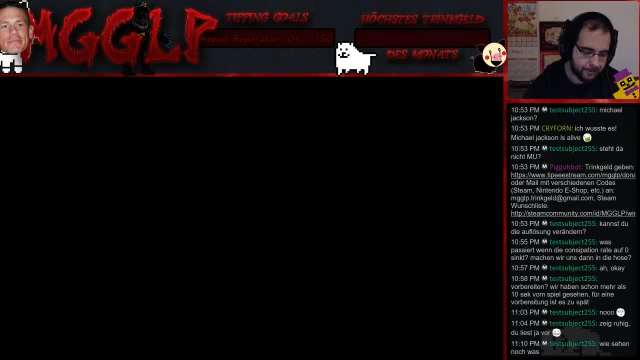 MGGLP
TIPPING GOALS
HÖCHSTES TRINKGELD
DES MONATS
10:53 PM testsubject255: michael
jackson?
10:53 PM CRYFORN: ich wusste es!
Michael jackson is alive
10:53 PM testsubject255: steht da
nicht MU?
10:53 PM Trinkgeld geben:
https://www.tipeeestream.com/mgglp/donu
oder Mail mit verschiedenen Codes
(Steam, Nintendo E-Shop, etc.) an:
mgglp.trinkgeld@gmail.com, Steam
Wunschliste:
http://steamcommunity.com/id/MGGLP/wis
10:53 PM testsubject255: kannst du
die auflösung verändern?
10:55 PM testsubject255: was
passiert wenn die consipation rate auf 0
sinkt? machen wir uns dann in die hose?
10:57 PM testsubject255: ah, okay
10:58 PM testsubject255:
vorbereiten? wir haben schon mehr als
10 sek vom spiel gesehen, für eine
vorbereitung ist es zu spät
11:03 PM testsubject255: nooo
11:04 PM testsubject255: zeig ruhig,
du liest ja vor
11:10 PM testsubject255: wie sehen
noch was